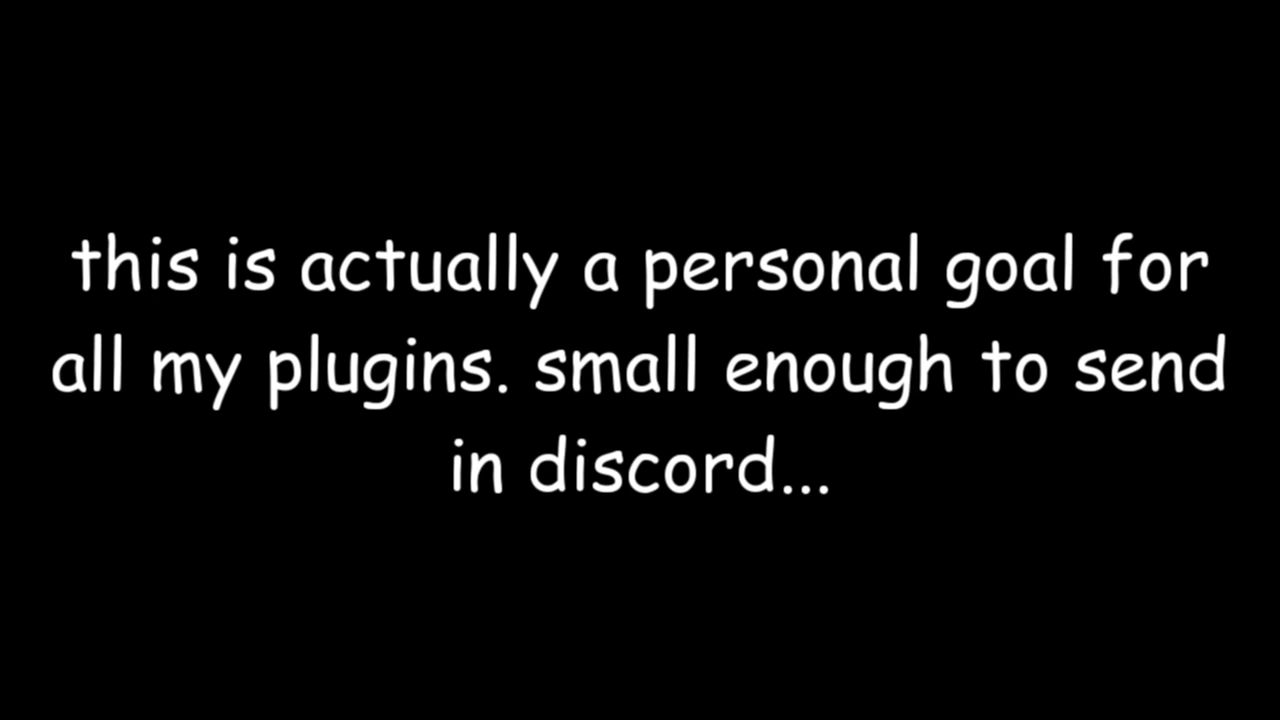 this is actually a personal goal for
all my plugins. small enough to send
in discord...